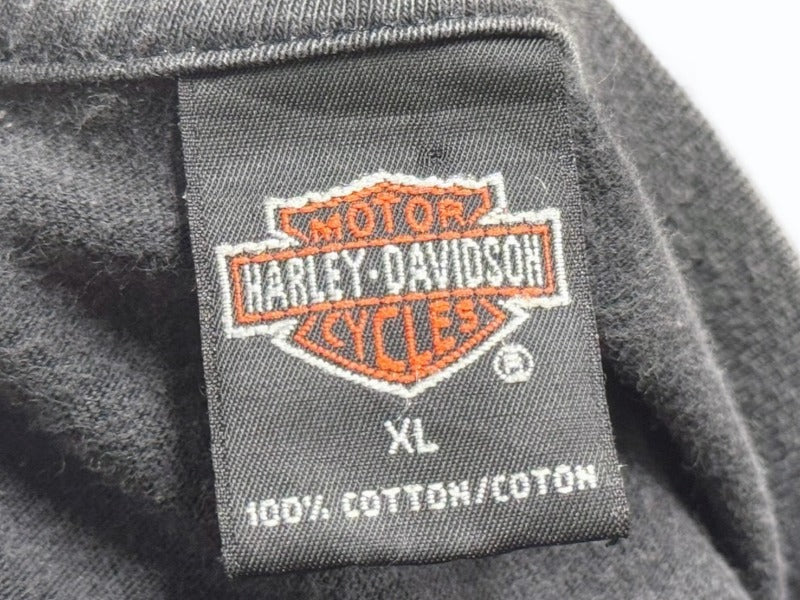 MOTOR
HARLEY-DAVIDSON
CYCLES
®
XL
100% COTTON/COTON